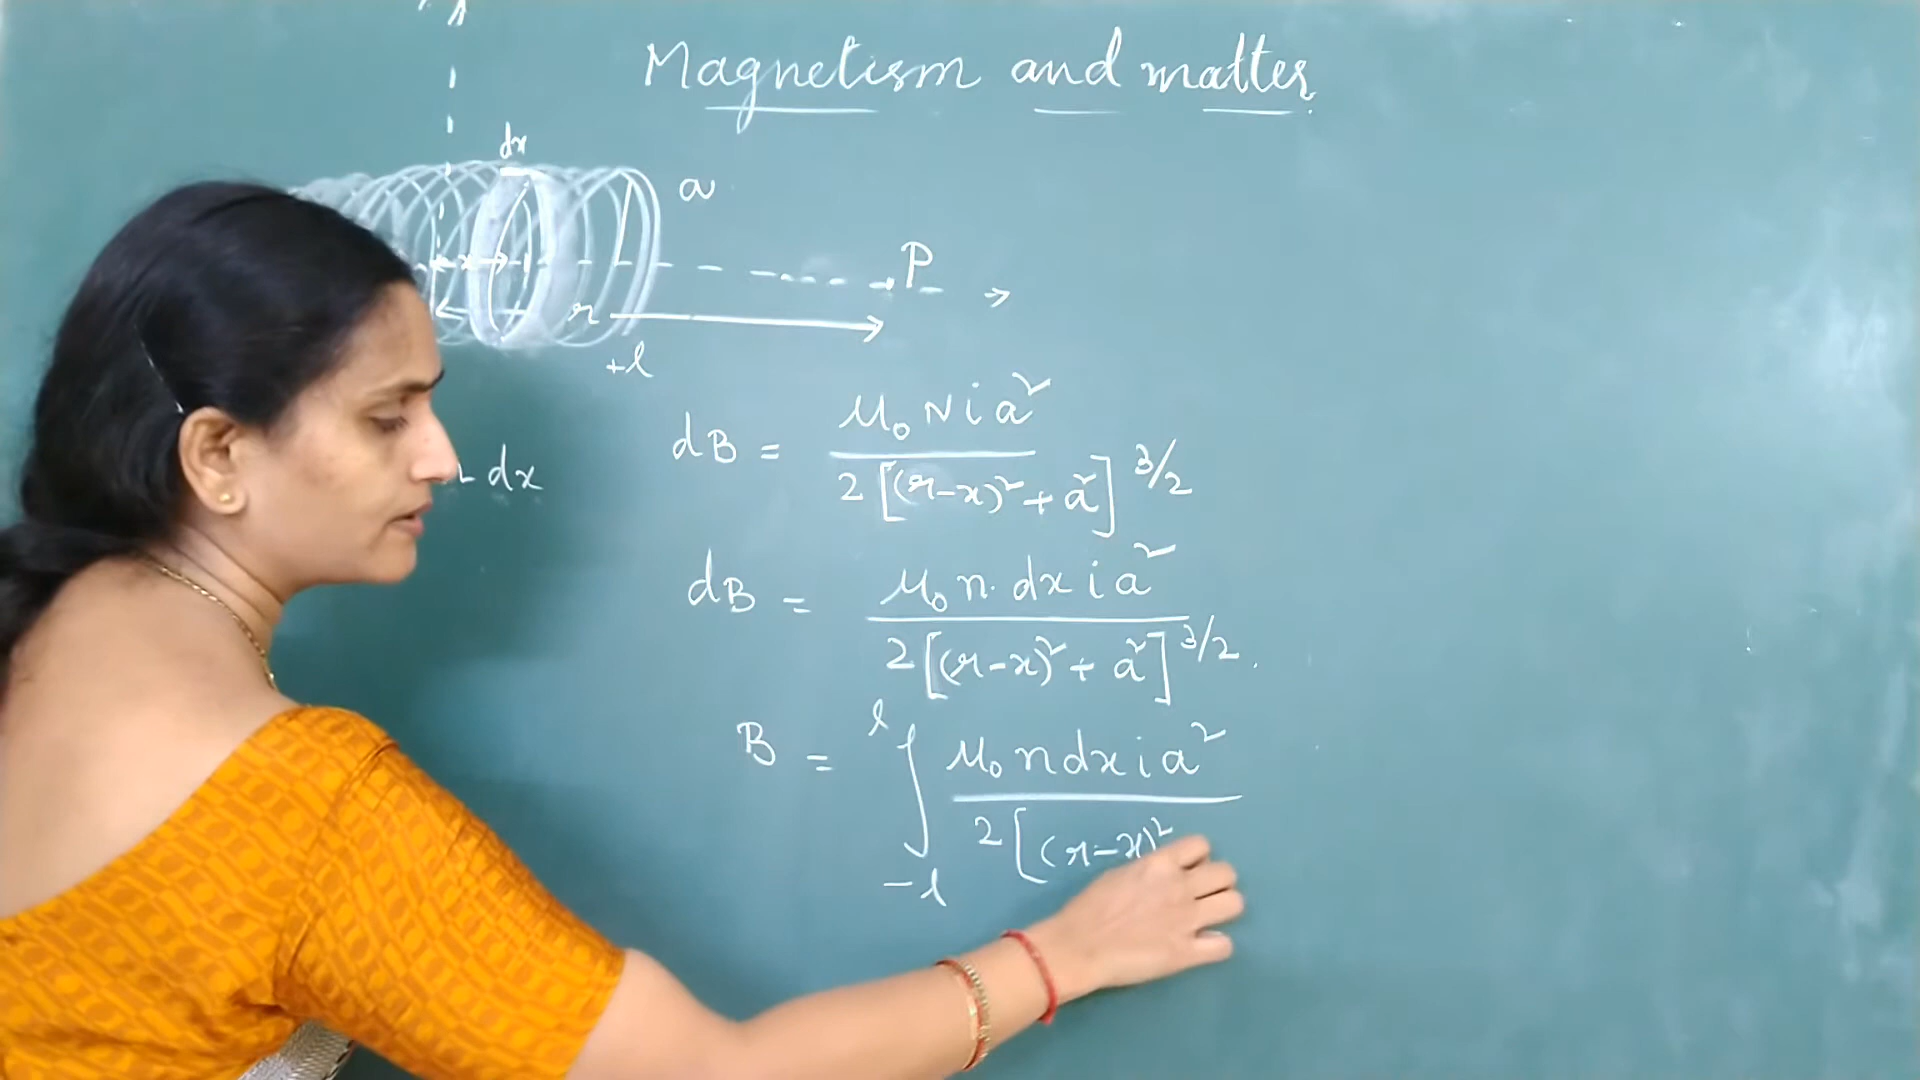 Magnetism and matter
dx
a
x
P
r
+l
dB = μ₀ N i a² / 2[(r-x)² + a²]^3/2
dx
dB = μ₀ n. dx i a² / 2[(r-x)² + a²]^3/2.
B = ∫_{-l}^{l} μ₀ n dx i a² / 2[(r-x)²